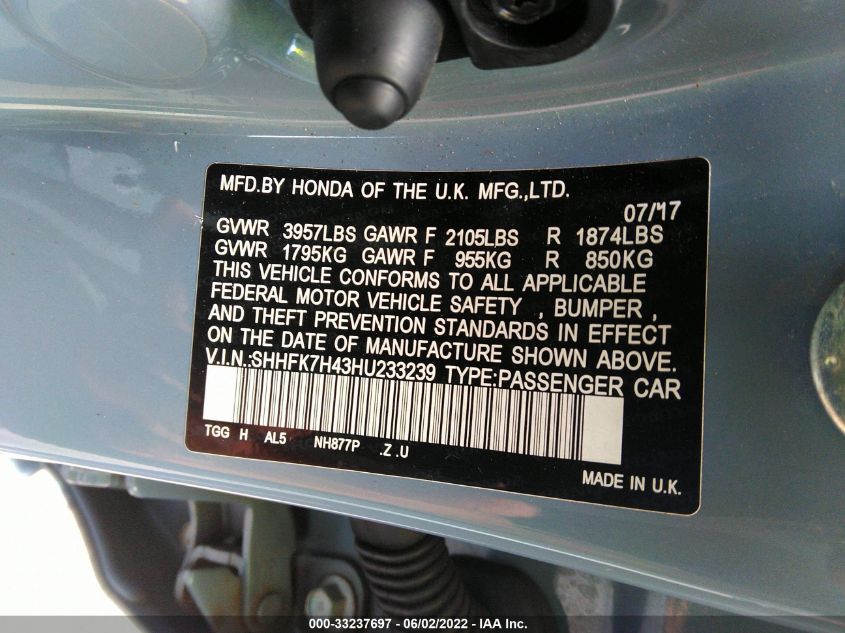 MFD.BY HONDA OF THE U.K. MFG.,LTD.
07/17
GVWR 3957LBS GAWR F 2105LBS R 1874LBS
GVWR 1795KG GAWR F 955KG R 850KG
THIS VEHICLE CONFORMS TO ALL APPLICABLE
FEDERAL MOTOR VEHICLE SAFETY , BUMPER ,
AND THEFT PREVENTION STANDARDS IN EFFECT
ON THE DATE OF MANUFACTURE SHOWN ABOVE.
V.I.N.:SHHFK7H43HU233239 TYPE:PASSENGER CAR
TGG H AL5 NH877P .Z .U
MADE IN U.K.
000-33237697 - 06/02/2022 - IAA Inc.